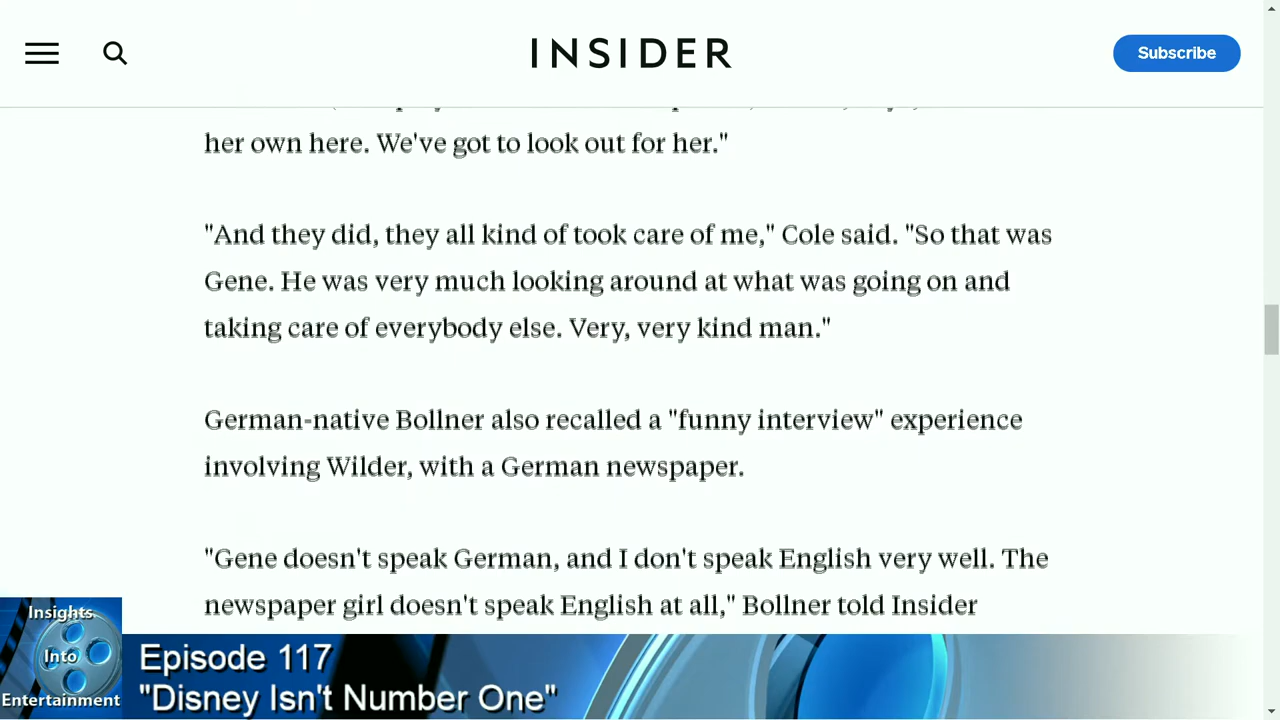 INSIDER
Subscribe
her own here. We've got to look out for her."
"And they did, they all kind of took care of me," Cole said. "So that was
Gene. He was very much looking around at what was going on and
taking care of everybody else. Very, very kind man."
German-native Bollner also recalled a "funny interview" experience
involving Wilder, with a German newspaper.
"Gene doesn't speak German, and I don't speak English very well. The
newspaper girl doesn't speak English at all," Bollner told Insider
Insights
Into
Entertainment
Episode 117
"Disney Isn't Number One"